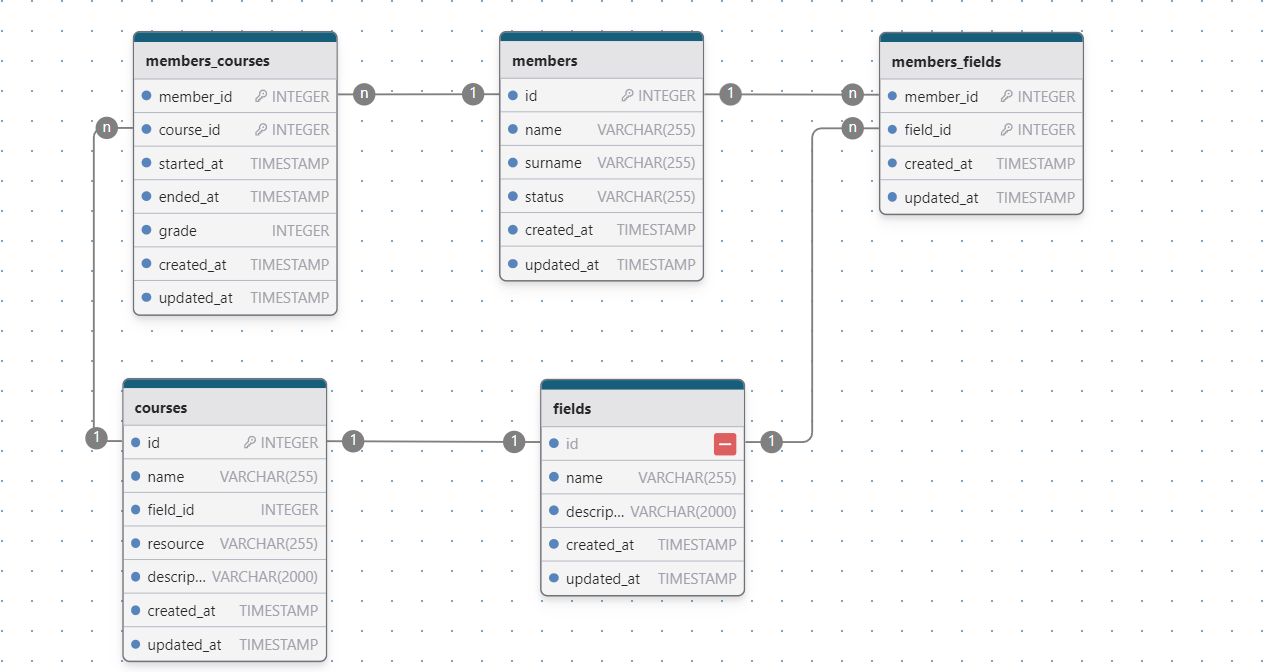 members_courses
member_id INTEGER
course_id INTEGER
started_at TIMESTAMP
ended_at TIMESTAMP
grade INTEGER
created_at TIMESTAMP
updated_at TIMESTAMP
n
1
n
members
id INTEGER
name VARCHAR(255)
surname VARCHAR(255)
status VARCHAR(255)
created_at TIMESTAMP
updated_at TIMESTAMP
1
n
n
members_fields
member_id INTEGER
field_id INTEGER
created_at TIMESTAMP
updated_at TIMESTAMP
1
courses
id INTEGER
name VARCHAR(255)
field_id INTEGER
resource VARCHAR(255)
descrip... VARCHAR(2000)
created_at TIMESTAMP
updated_at TIMESTAMP
1
1
fields
id
name VARCHAR(255)
descrip... VARCHAR(2000)
created_at TIMESTAMP
updated_at TIMESTAMP
1